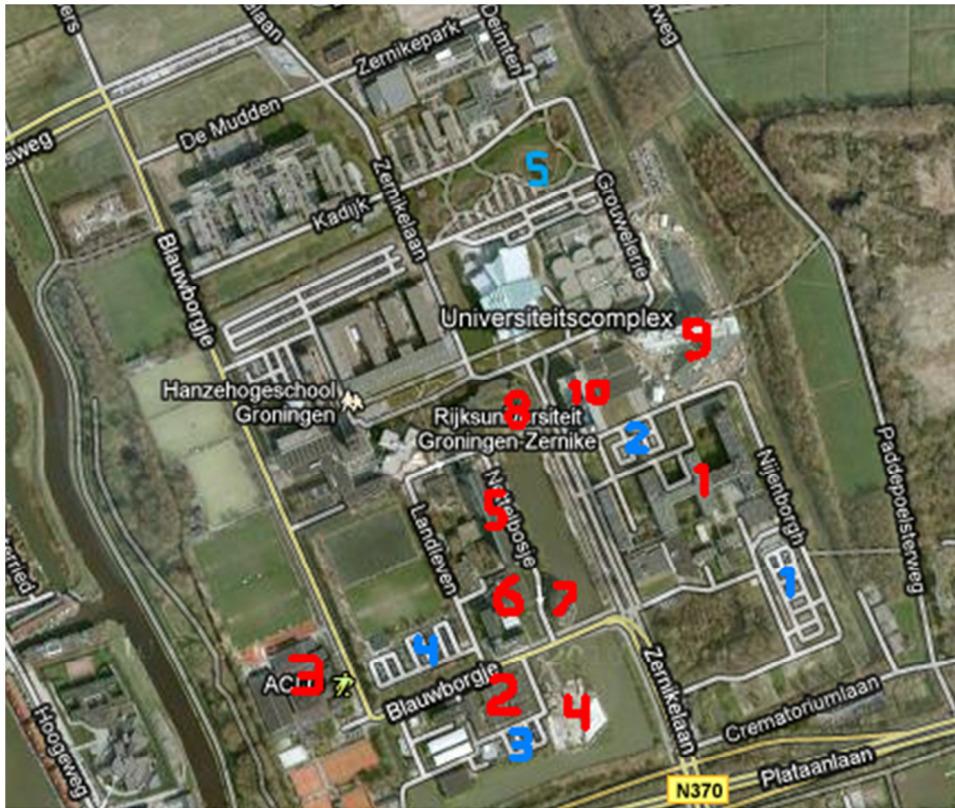 Deimten
Zernikepark
De Mudden
sweg
Zernikelaan
5
Kadijk
Grouwelerie
Blauwborgje
Universiteitscomplex
9
Hanzehogeschool
Groningen
10
8
Rijksuniversiteit
Groningen-Zernike
2
1
Nijenborgh
Paddepoelsterweg
Nettelbosje
5
Landleven
1
6
7
4
3
Blauwborgje
2
4
3
Zernikelaan
Crematoriumlaan
Plataanlaan
N370
Hoogeweg